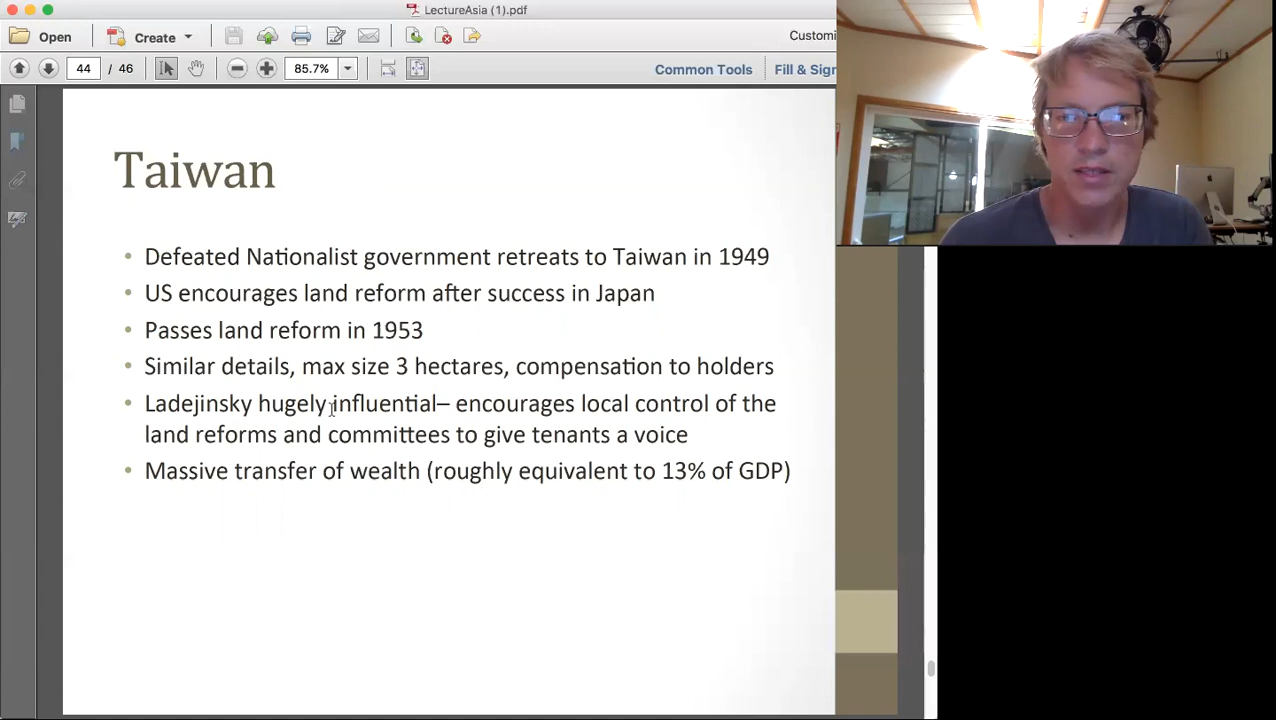 LectureAsia (1).pdf
Open
Create
Customi
44 / 46
85.7%
Common Tools
Fill & Sign
Taiwan
• Defeated Nationalist government retreats to Taiwan in 1949
• US encourages land reform after success in Japan
• Passes land reform in 1953
• Similar details, max size 3 hectares, compensation to holders
• Ladejinsky hugely influential– encourages local control of the
land reforms and committees to give tenants a voice
• Massive transfer of wealth (roughly equivalent to 13% of GDP)